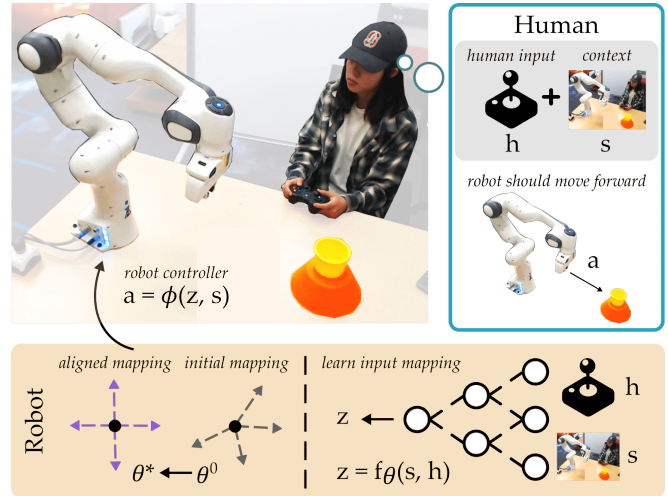 Human
human input
context
h
s
robot should move forward
a
robot controller
a = ϕ(z, s)
Robot
aligned mapping
initial mapping
θ* θ⁰
learn input mapping
z
h
s
z = f_θ(s, h)